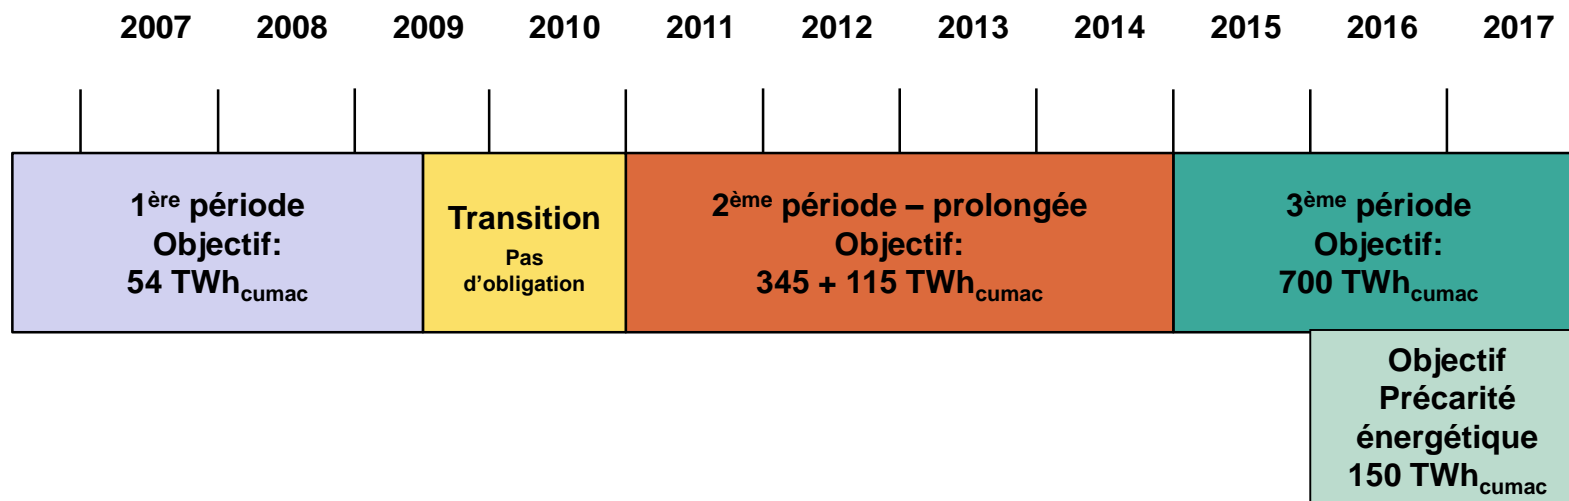 2007 2008 2009 2010 2011 2012 2013 2014 2015 2016 2017
1ère période
Objectif:
54 TWhcumac
Transition
Pas
d’obligation
2ème période – prolongée
Objectif:
345 + 115 TWhcumac
3ème période
Objectif:
700 TWhcumac
Objectif
Précarité
énergétique
150 TWhcumac